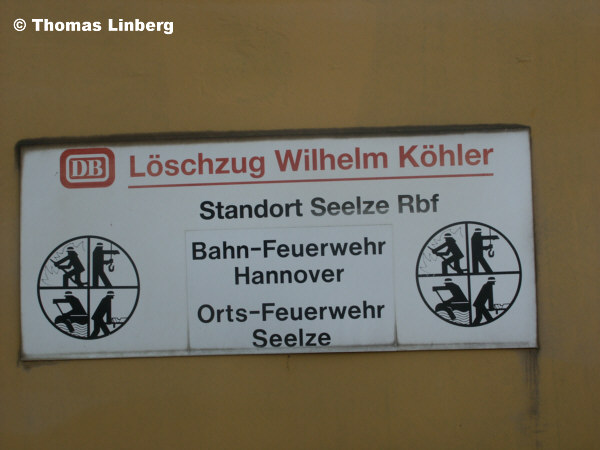 © Thomas Linberg
DB Löschzug Wilhelm Köhler
Standort Seelze Rbf
Bahn-Feuerwehr
Hannover
Orts-Feuerwehr
Seelze